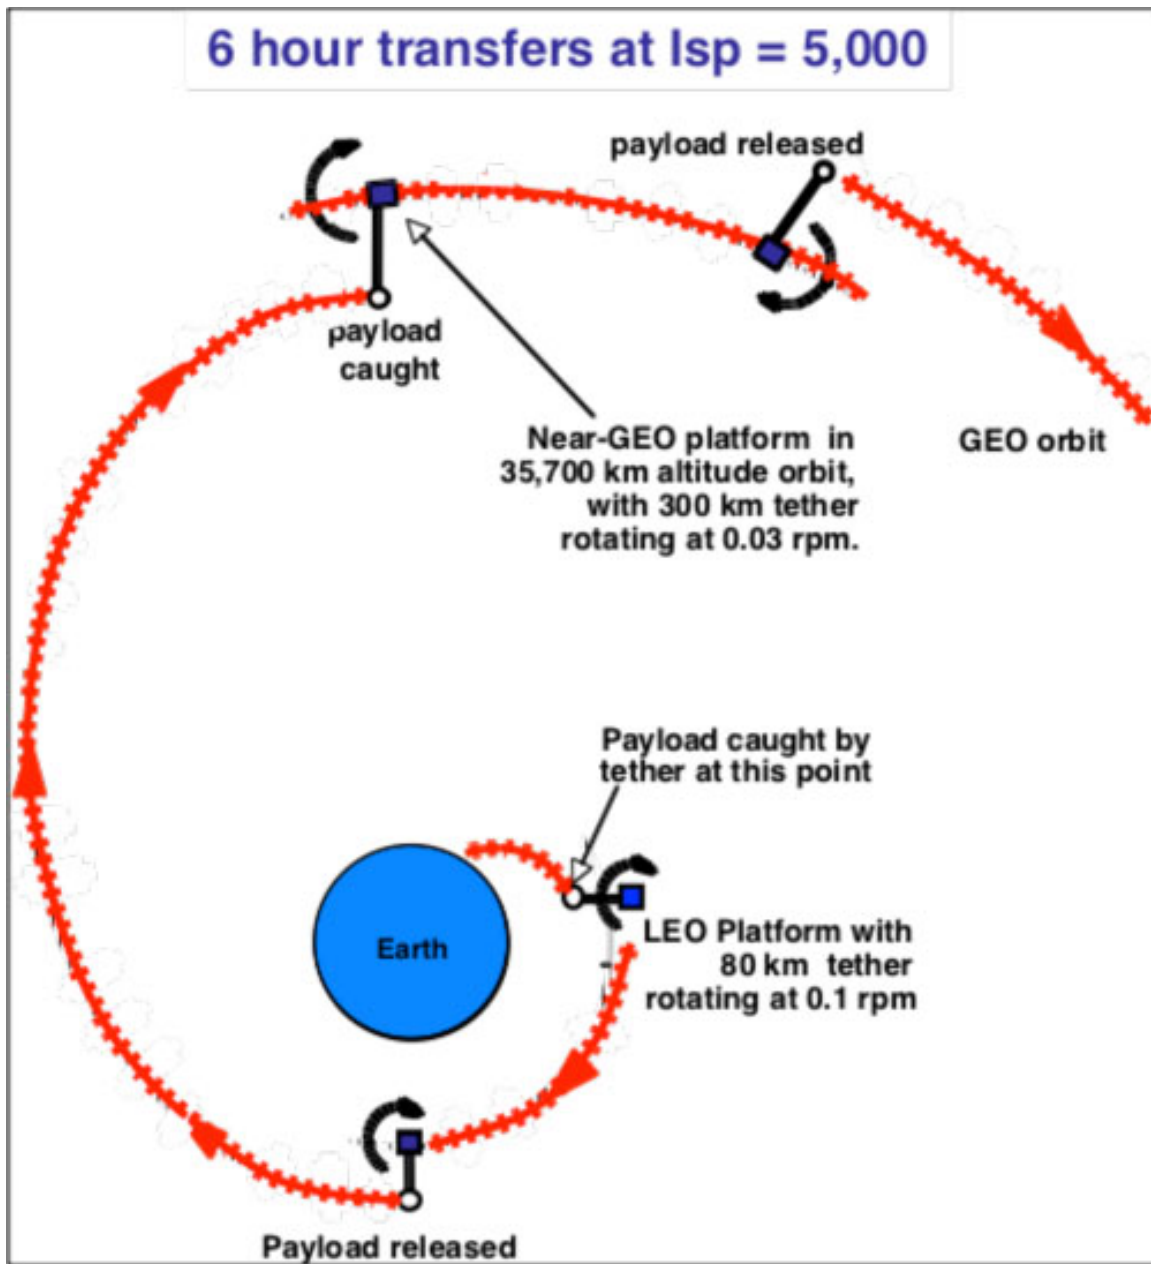 6 hour transfers at Isp = 5,000
payload released
payload
caught
Near-GEO platform in
35,700 km altitude orbit,
with 300 km tether
rotating at 0.03 rpm.
GEO orbit
Payload caught by
tether at this point
Earth
LEO Platform with
80 km tether
rotating at 0.1 rpm
Payload released